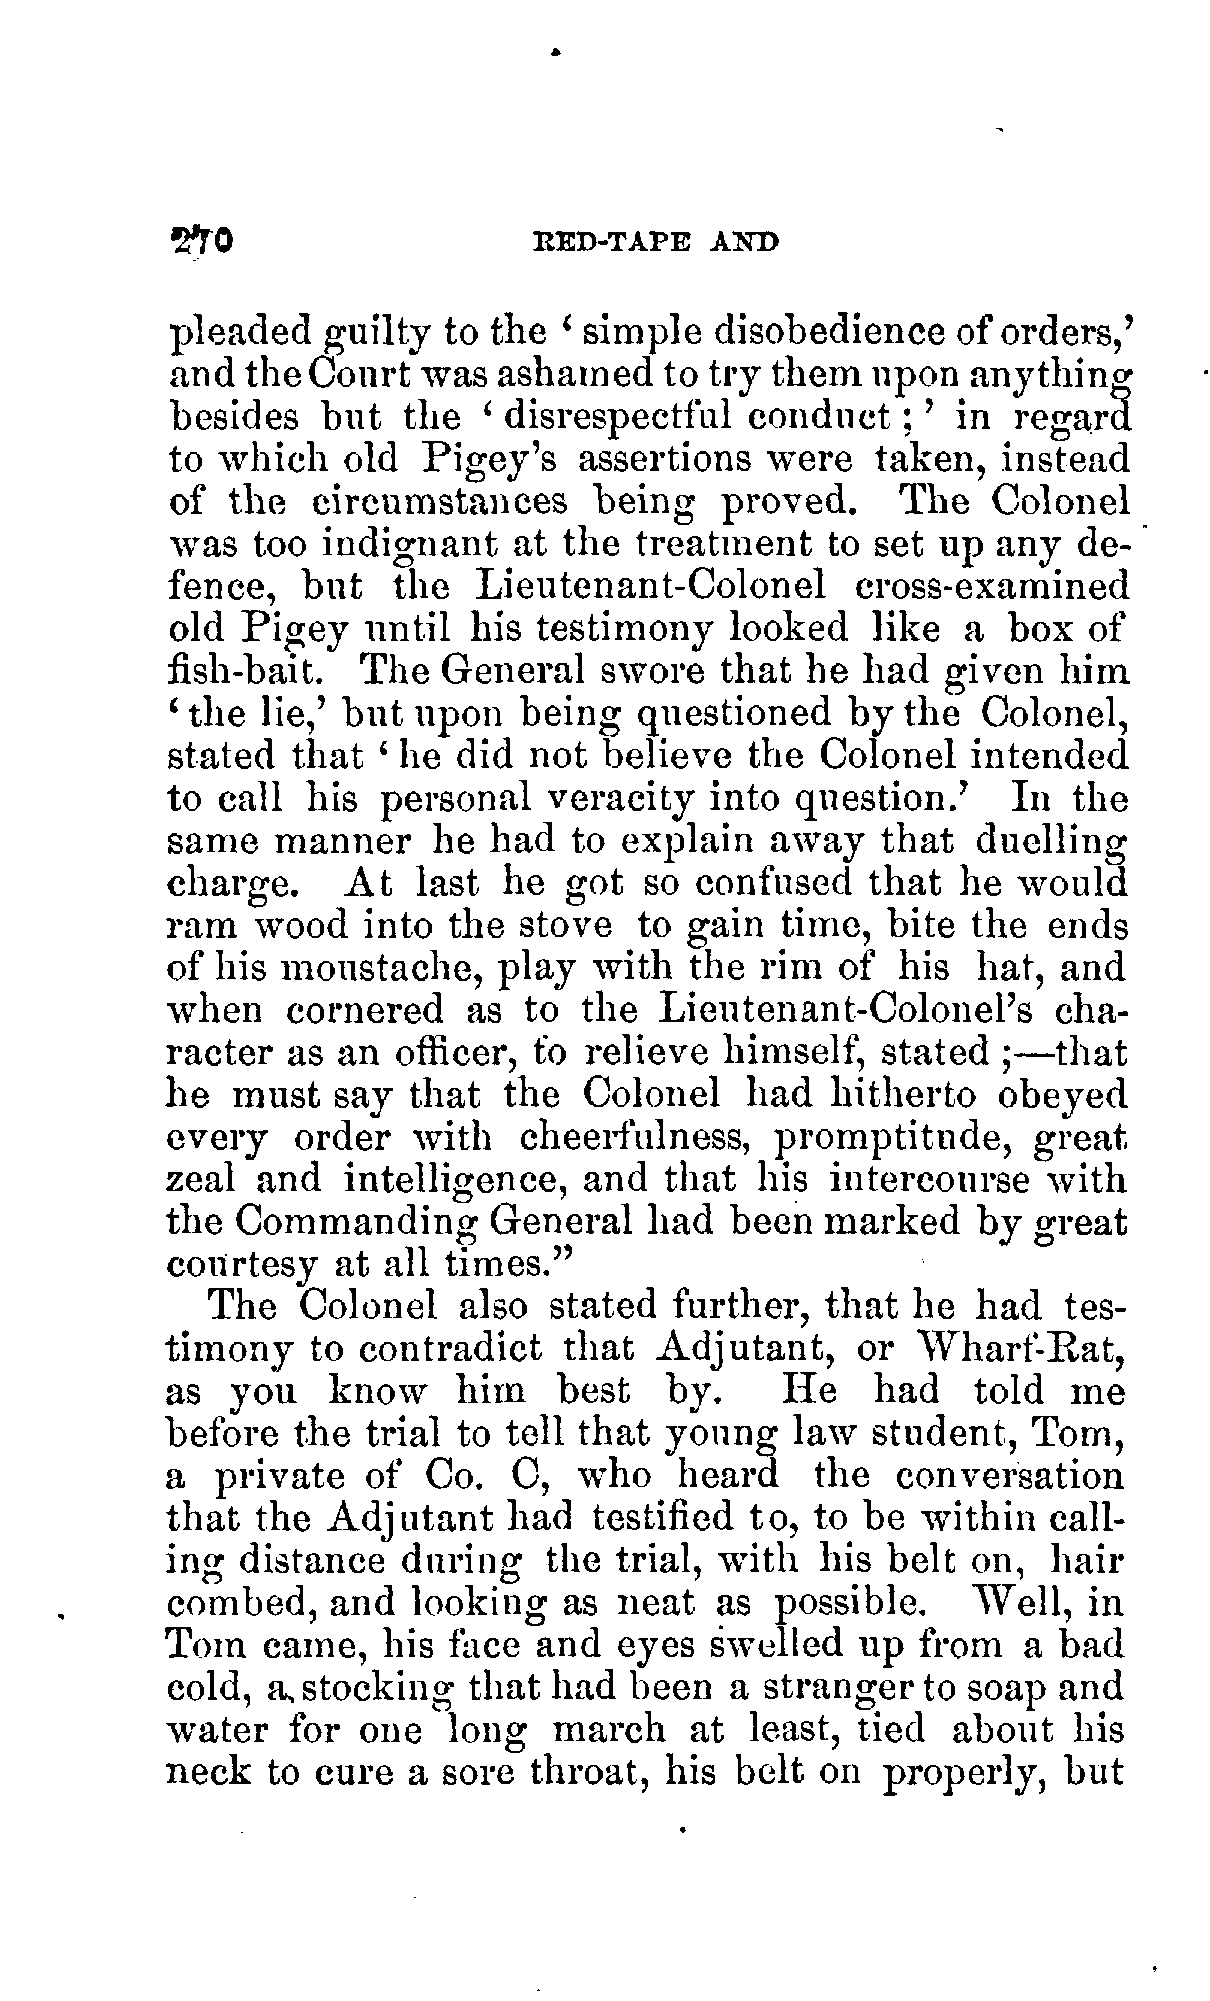 270 RED-TAPE AND
pleaded guilty to the ‘ simple disobedience of orders,’
and the Court was ashamed to try them upon anything
besides but the ‘ disrespectful conduct ; ’ in regard
to which old Pigey’s assertions were taken, instead
of the circumstances being proved. The Colonel
was too indignant at the treatment to set up any de-
fence, but the Lieutenant-Colonel cross-examined
old Pigey until his testimony looked like a box of
fish-bait. The General swore that he had given him
‘ the lie,’ but upon being questioned by the Colonel,
stated that ‘ he did not believe the Colonel intended
to call his personal veracity into question.’ In the
same manner he had to explain away that duelling
charge. At last he got so confused that he would
ram wood into the stove to gain time, bite the ends
of his moustache, play with the rim of his hat, and
when cornered as to the Lieutenant-Colonel’s cha-
racter as an officer, to relieve himself, stated ;—that
he must say that the Colonel had hitherto obeyed
every order with cheerfulness, promptitude, great
zeal and intelligence, and that his intercourse with
the Commanding General had been marked by great
courtesy at all times.”
The Colonel also stated further, that he had tes-
timony to contradict that Adjutant, or Wharf-Rat,
as you know him best by. He had told me
before the trial to tell that young law student, Tom,
a private of Co. C, who heard the conversation
that the Adjutant had testified to, to be within call-
ing distance during the trial, with his belt on, hair
combed, and looking as neat as possible. Well, in
Tom came, his face and eyes swelled up from a bad
cold, a stocking that had been a stranger to soap and
water for one long march at least, tied about his
neck to cure a sore throat, his belt on properly, but